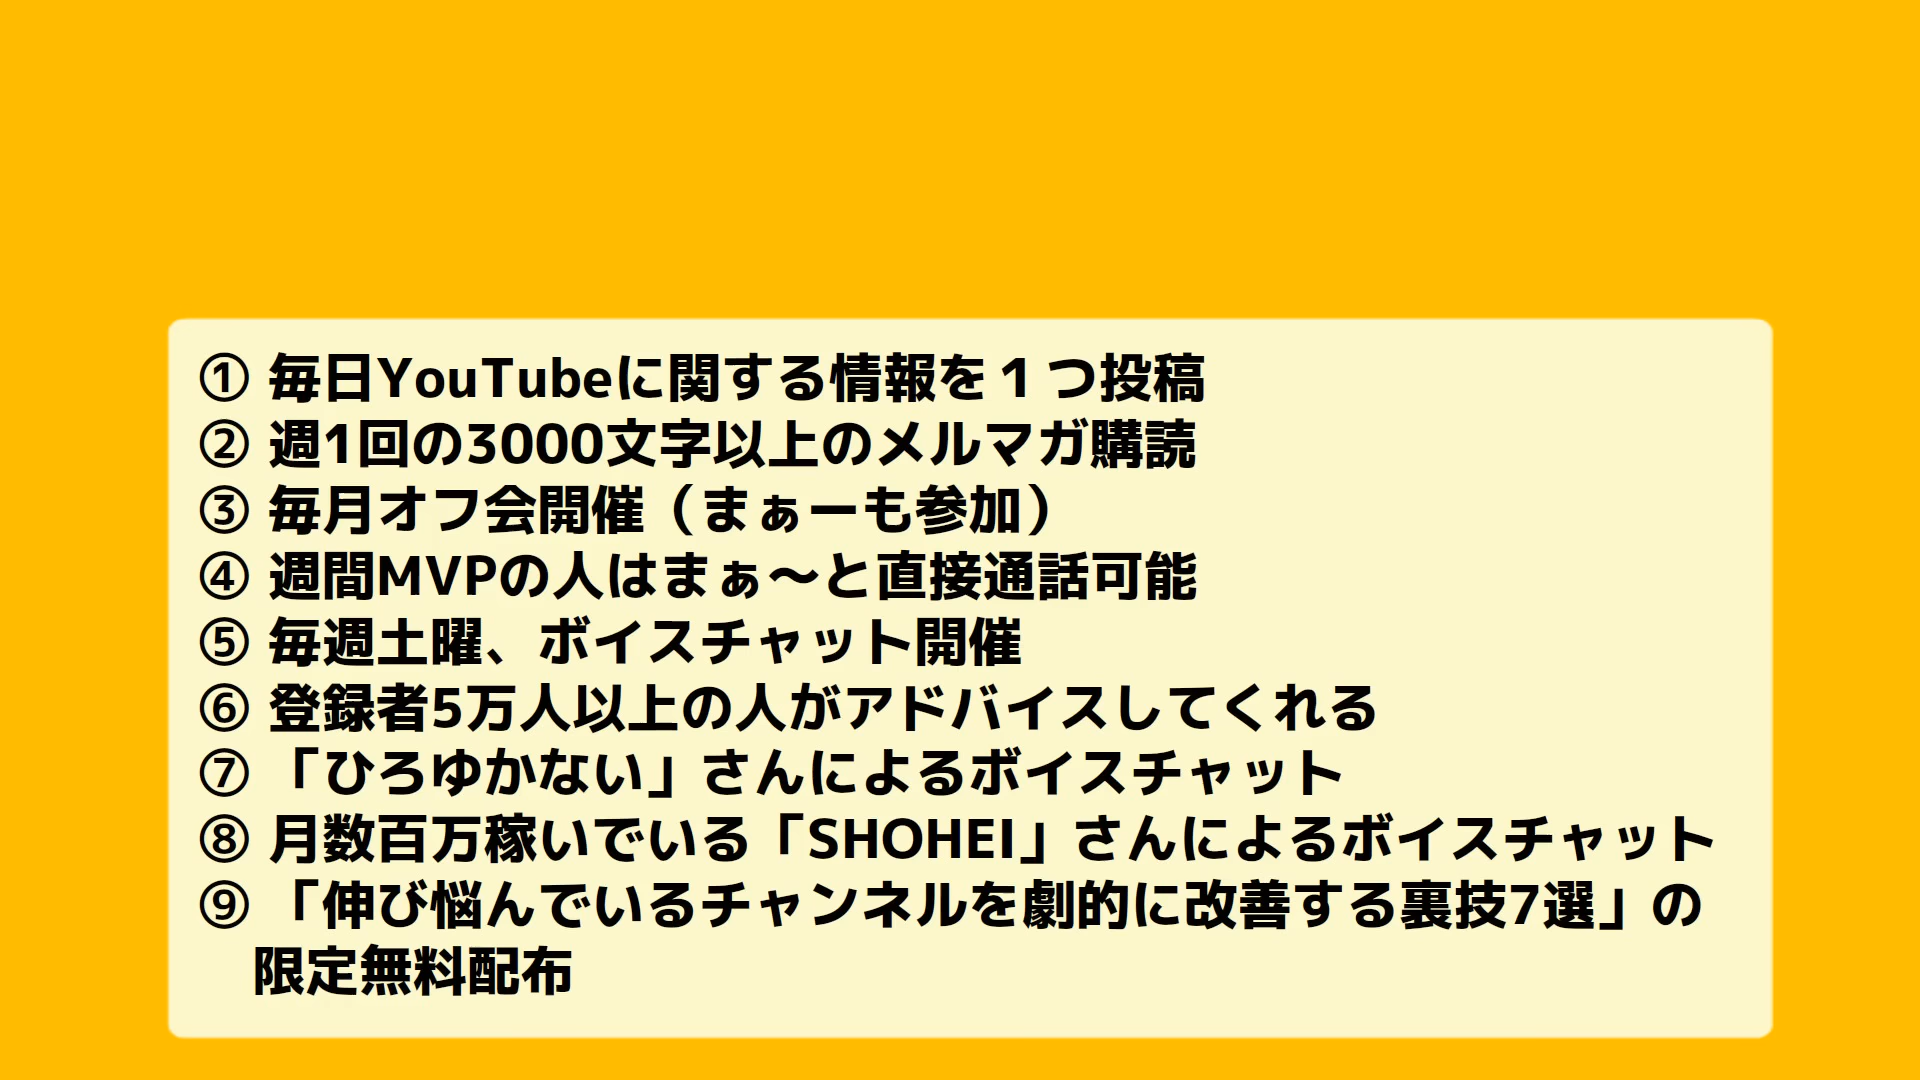 ① 毎日YouTubeに関する情報を１つ投稿
② 週1回の3000文字以上のメルマガ購読
③ 毎月オフ会開催（まぁーも参加）
④ 週間MVPの人はまぁ〜と直接通話可能
⑤ 毎週土曜、ボイスチャット開催
⑥ 登録者5万人以上の人がアドバイスしてくれる
⑦ 「ひろゆかない」さんによるボイスチャット
⑧ 月数百万稼いでいる「SHOHEI」さんによるボイスチャット
⑨ 「伸び悩んでいるチャンネルを劇的に改善する裏技7選」の
限定無料配布